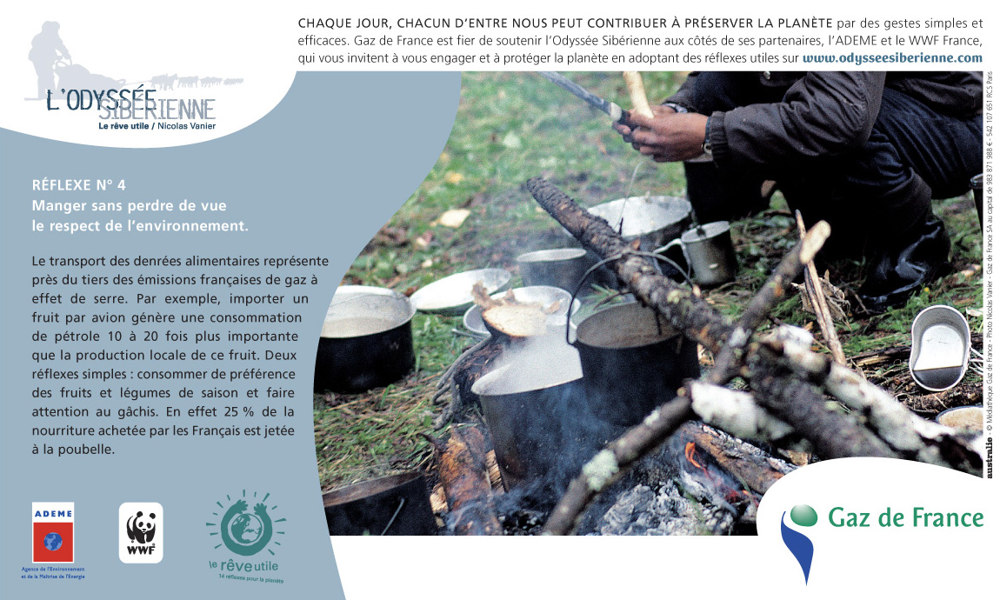 CHAQUE JOUR, CHACUN D'ENTRE NOUS PEUT CONTRIBUER À PRÉSERVER LA PLANÈTE par des gestes simples et
efficaces. Gaz de France est fier de soutenir l'Odyssée Sibérienne aux côtés de ses partenaires, l'ADEME et le WWF France,
qui vous invitent à vous engager et à protéger la planète en adoptant des réflexes utiles sur www.odysseesiberienne.com
L'ODYSSÉE
SIBÉRIENNE
Le rêve utile / Nicolas Vanier
RÉFLEXE N° 4
Manger sans perdre de vue
le respect de l'environnement.
Le transport des denrées alimentaires représente
près du tiers des émissions françaises de gaz à
effet de serre. Par exemple, importer un
fruit par avion génère une consommation
de pétrole 10 à 20 fois plus importante
que la production locale de ce fruit. Deux
réflexes simples : consommer de préférence
des fruits et légumes de saison et faire
attention au gâchis. En effet 25 % de la
nourriture achetée par les Français est jetée
à la poubelle.
ADEME
Agence de l'Environnement
et de la Maîtrise de l'Energie
WWF
le rêve utile
14 réflexes pour la planète
Gaz de France
australie - © Médiathèque Gaz de France - Photo Nicolas Vanier - Gaz de France SA au capital de 983 871 988 € - 542 107 651 RCS Paris